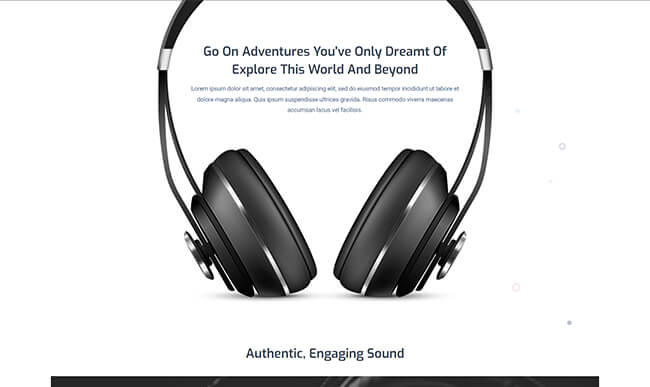 Go On Adventures You've Only Dreamt Of
Explore This World And Beyond
Lorem ipsum dolor sit amet, consectetur adipiscing elit, sed do eiusmod tempor incididunt ut labore et
dolore magna aliqua. Quis ipsum suspendisse ultrices gravida. Risus commodo viverra maecenas
accumsan lacus vel facilisis.
Authentic, Engaging Sound